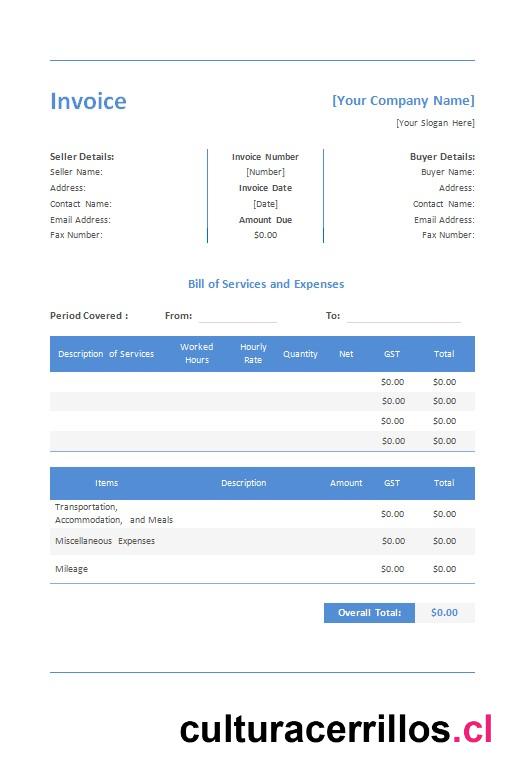 Invoice
[Your Company Name]
[Your Slogan Here]
Seller Details:
Seller Name:
Address:
Contact Name:
Email Address:
Fax Number:
Invoice Number
[Number]
Invoice Date
[Date]
Amount Due
$0.00
Buyer Details:
Buyer Name:
Address:
Contact Name:
Email Address:
Fax Number:
Bill of Services and Expenses
Period Covered : From: To:
Description of Services Worked Hours Hourly Rate Quantity Net GST Total
$0.00 $0.00
$0.00 $0.00
$0.00 $0.00
$0.00 $0.00
Items Description Amount GST Total
Transportation,
Accommodation, and Meals $0.00 $0.00
Miscellaneous Expenses $0.00 $0.00
Mileage $0.00 $0.00
Overall Total: $0.00
culturacerrillos.cl